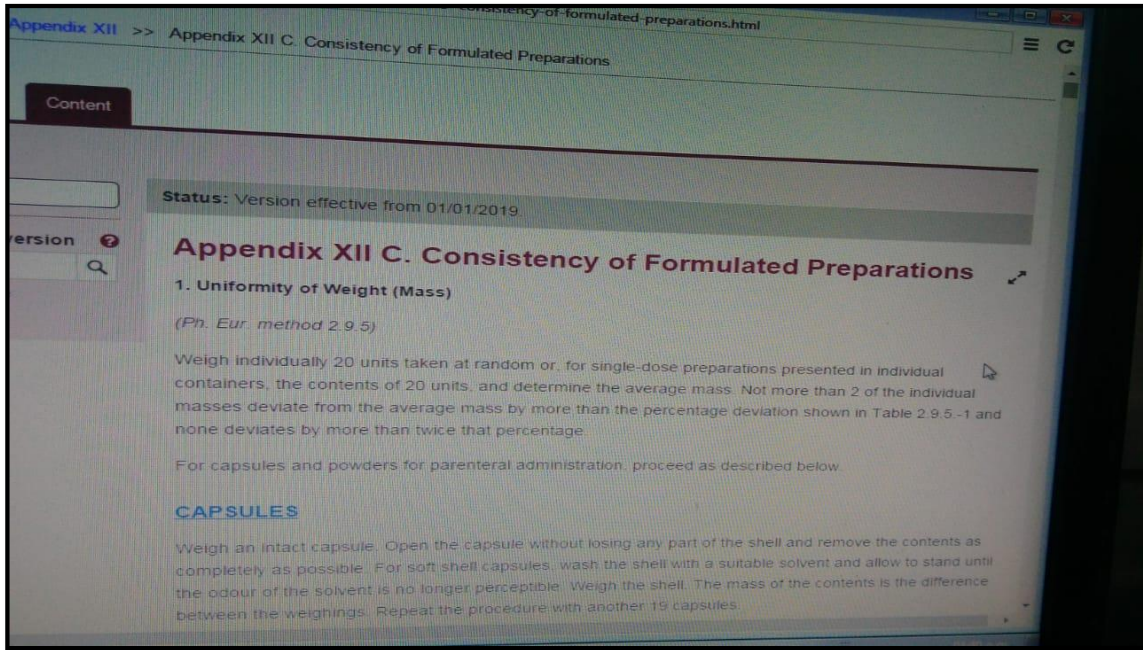 consistency-of-formulated-preparations.html
Appendix XII >> Appendix XII C. Consistency of Formulated Preparations
Content
Status: Version effective from 01/01/2019
ersion
Appendix XII C. Consistency of Formulated Preparations
1. Uniformity of Weight (Mass)
(Ph. Eur. method 2.9.5)
Weigh individually 20 units taken at random or, for single-dose preparations presented in individual
containers, the contents of 20 units, and determine the average mass. Not more than 2 of the individual
masses deviate from the average mass by more than the percentage deviation shown in Table 2.9.5.-1 and
none deviates by more than twice that percentage.
For capsules and powders for parenteral administration, proceed as described below.
CAPSULES
Weigh an intact capsule. Open the capsule without losing any part of the shell and remove the contents as
completely as possible. For soft shell capsules, wash the shell with a suitable solvent and allow to stand until
the odour of the solvent is no longer perceptible. Weigh the shell. The mass of the contents is the difference
between the weighings. Repeat the procedure with another 19 capsules.